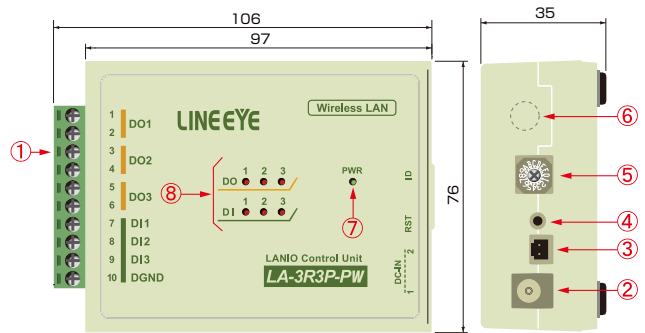 106
97
35
76
LINEEYE
Wireless LAN
1
2
DO1
3
4
DO2
5
6
DO3
7 DI1
8 DI2
9 DI3
10 DGND
1 2 3
DO
1 2 3
DI
PWR
ID
RST
DC-IN
1 2
LANIO Control Unit
LA-3R3P-PW
①
⑧
⑦
⑥
⑤
④
③
②